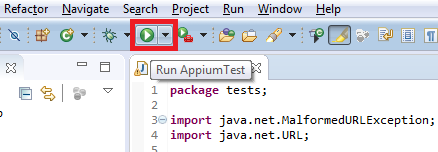 Refactor Navigate Search Project Run Window Help
Run AppiumTest
1 package tests;
2
3 import java.net.MalformedURLException;
4 import java.net.URL;
5